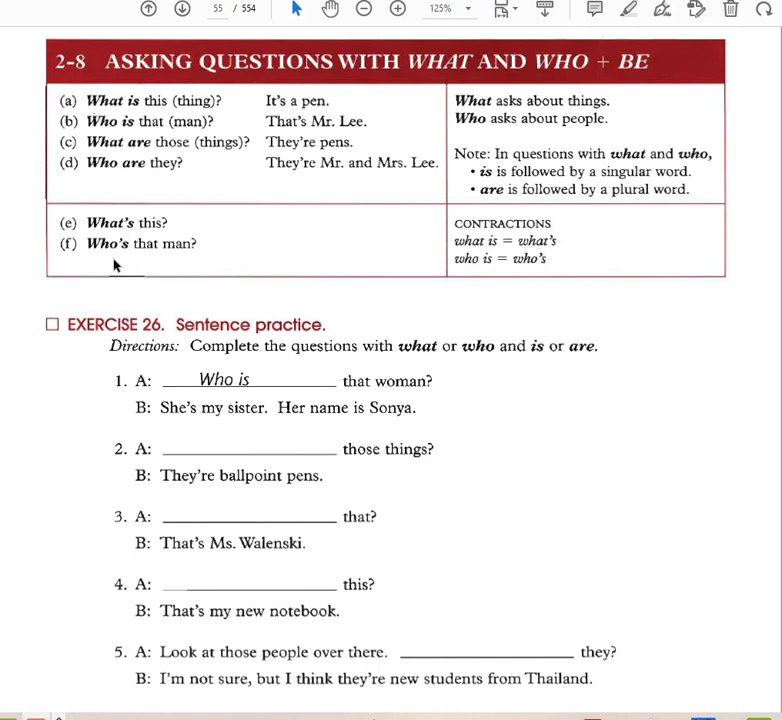 55 / 554
125%
2-8 ASKING QUESTIONS WITH WHAT AND WHO + BE
(a) What is this (thing)? It's a pen.
(b) Who is that (man)? That's Mr. Lee.
(c) What are those (things)? They're pens.
(d) Who are they? They're Mr. and Mrs. Lee.
What asks about things.
Who asks about people.
Note: In questions with what and who,
• is is followed by a singular word.
• are is followed by a plural word.
(e) What's this?
(f) Who's that man?
CONTRACTIONS
what is = what's
who is = who's
EXERCISE 26. Sentence practice.
Directions: Complete the questions with what or who and is or are.
1. A: Who is that woman?
B: She's my sister. Her name is Sonya.
2. A: ____________ those things?
B: They're ballpoint pens.
3. A: ____________ that?
B: That's Ms. Walenski.
4. A: ____________ this?
B: That's my new notebook.
5. A: Look at those people over there. ____________ they?
B: I'm not sure, but I think they're new students from Thailand.